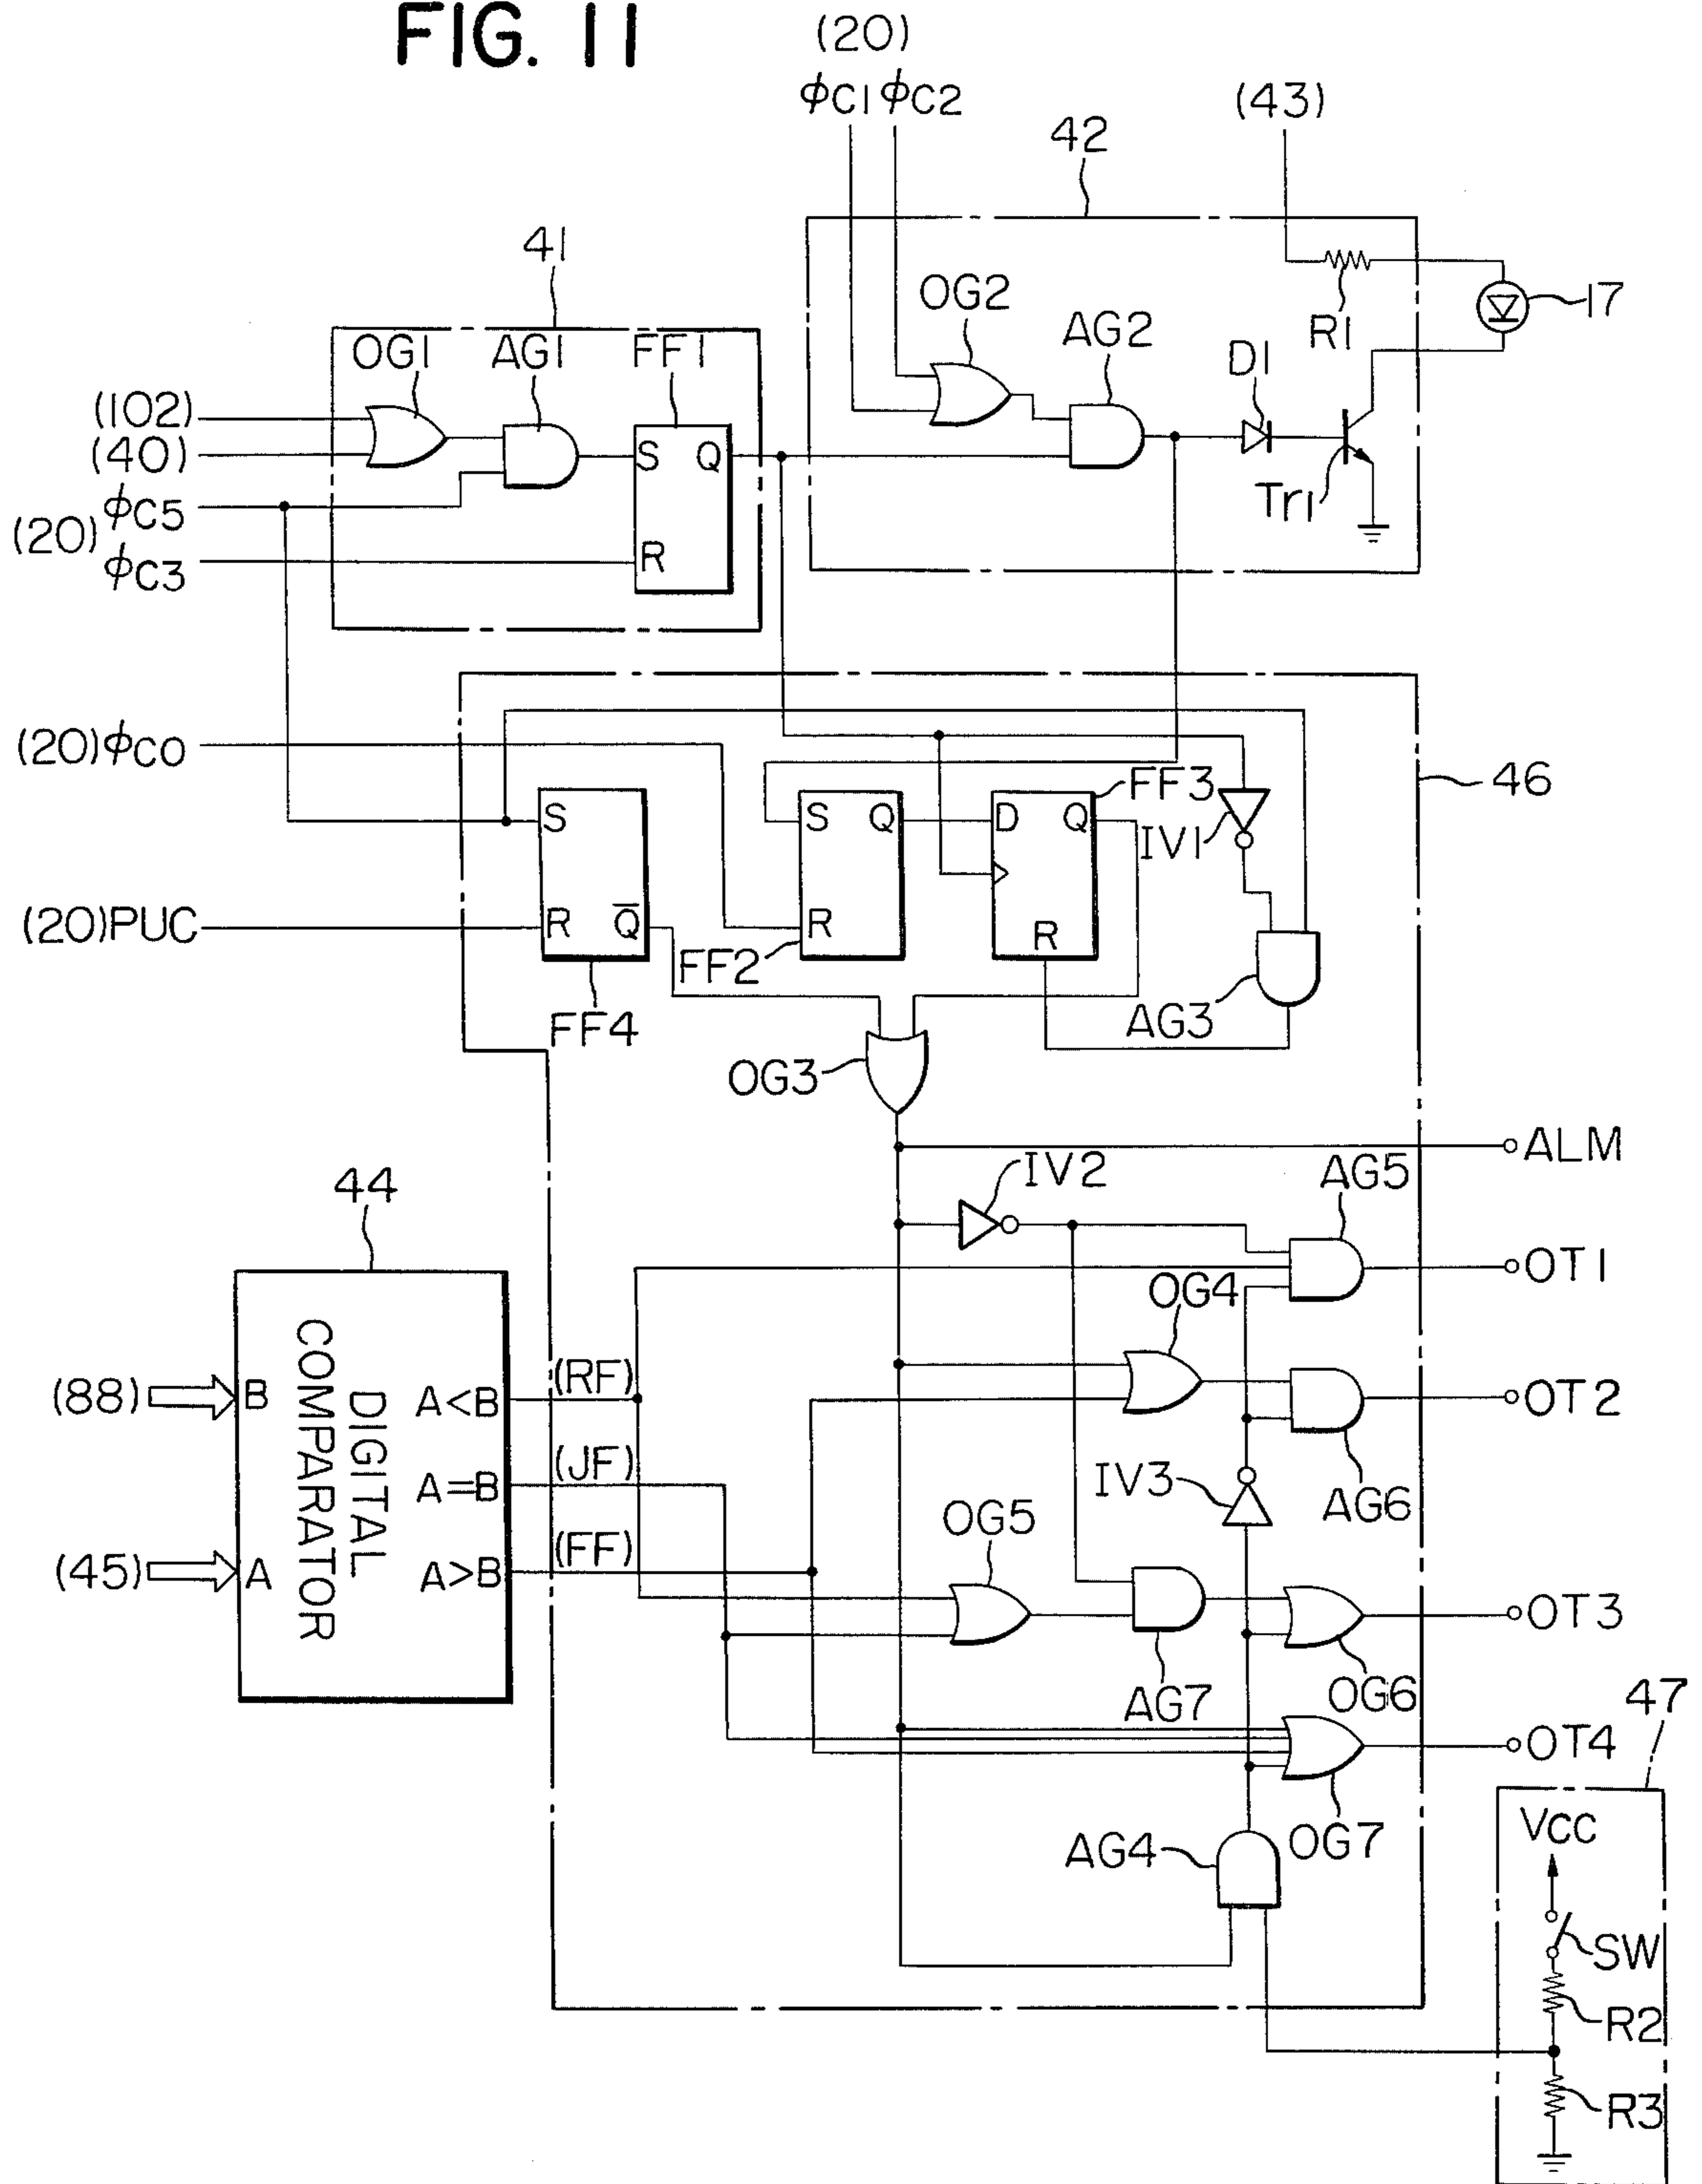 FIG. 11
(20)
ϕC1 ϕC2
(43)
42
41
OG1 AG1 FF1
OG2
AG2
D1
R1
17
Tr1
(102)
(40)
(20) ϕC5
ϕC3
S Q
R
(20) ϕC0
46
S
R Q̅
FF4
S Q
R
FF2
D Q
R
FF3
IV1
(20) PUC
AG3
OG3
ALM
IV2
AG5
44
OT1
OG4
DIGITAL
COMPARATOR
(88) B
(45) A
A<B
A=B
A>B
(RF)
(JF)
(FF)
OT2
IV3
AG6
OG5
OT3
AG7
OG6
47
OT4
OG7
AG4
VCC
SW
R2
R3